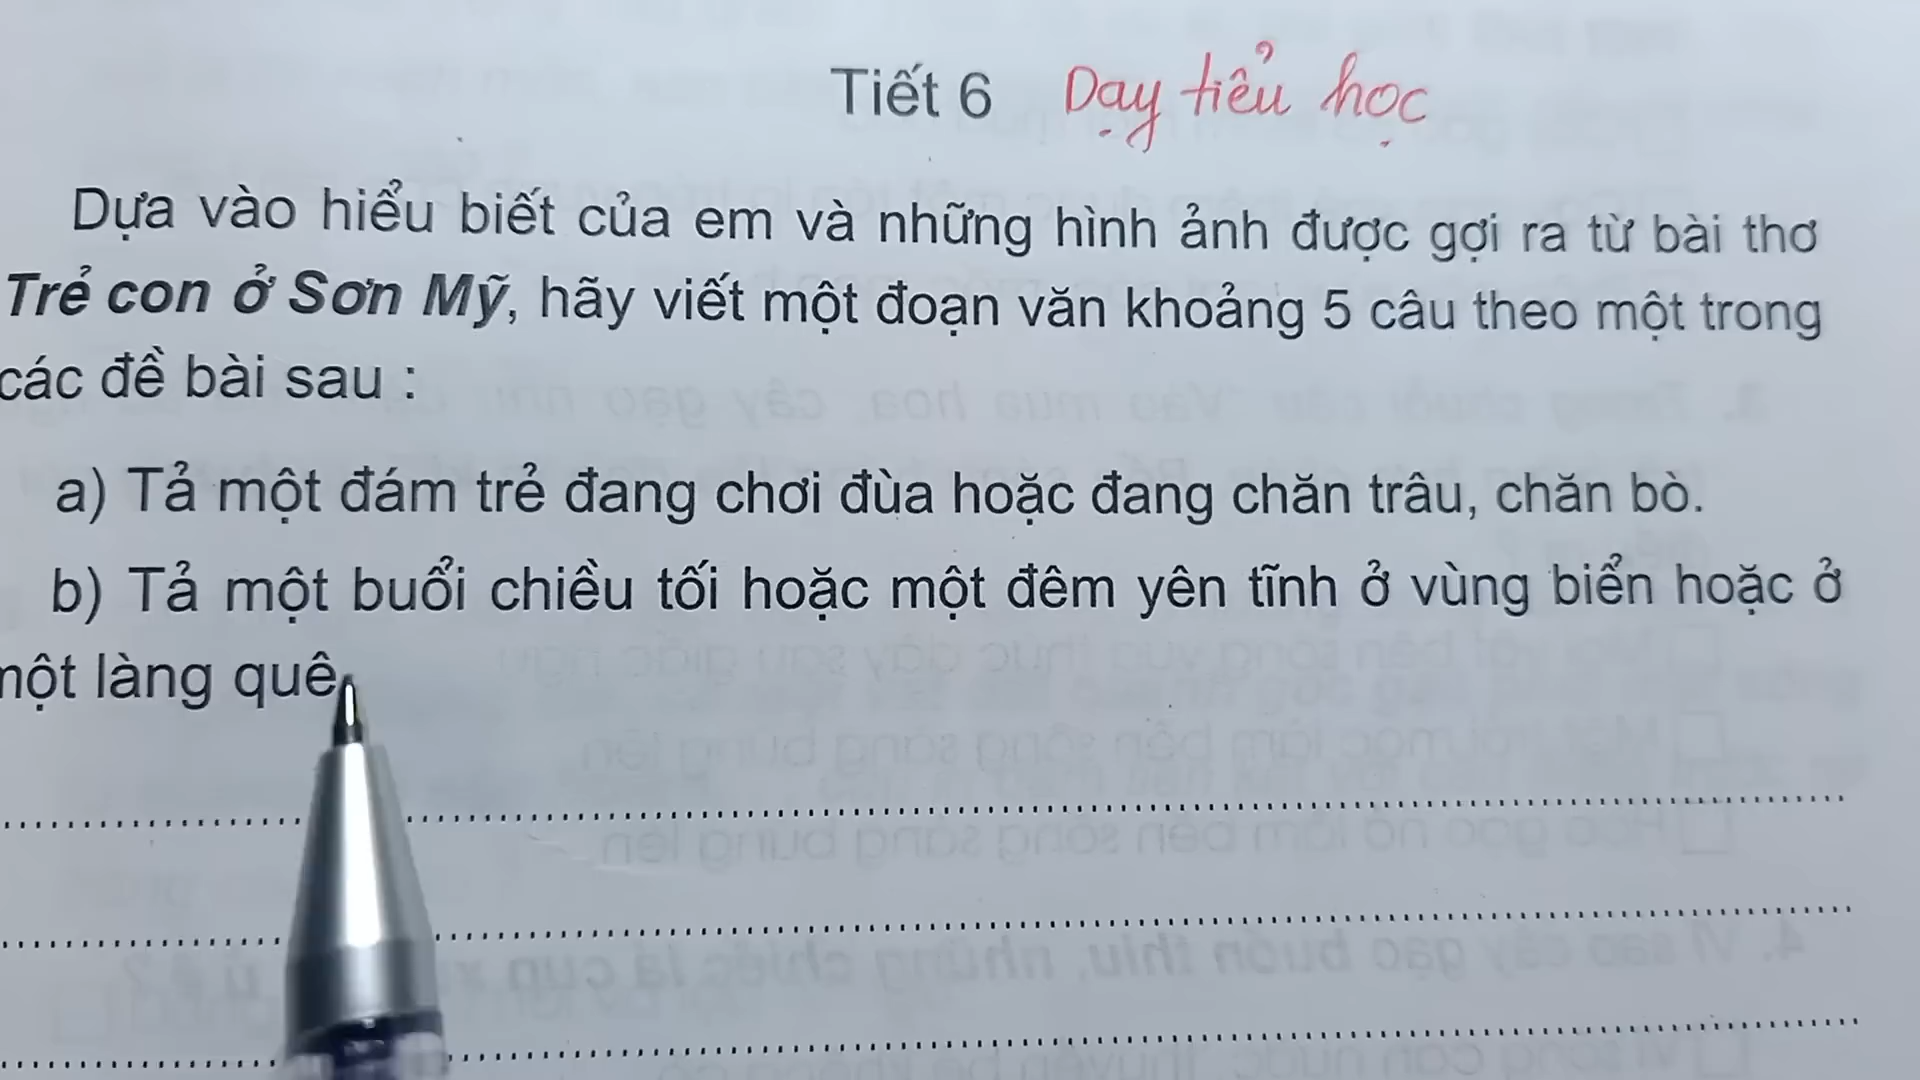 Tiết 6 Dạy tiểu học
Dựa vào hiểu biết của em và những hình ảnh được gợi ra từ bài thơ
Trẻ con ở Sơn Mỹ, hãy viết một đoạn văn khoảng 5 câu theo một trong
các đề bài sau :
a) Tả một đám trẻ đang chơi đùa hoặc đang chăn trâu, chăn bò.
b) Tả một buổi chiều tối hoặc một đêm yên tĩnh ở vùng biển hoặc ở
một làng quê.